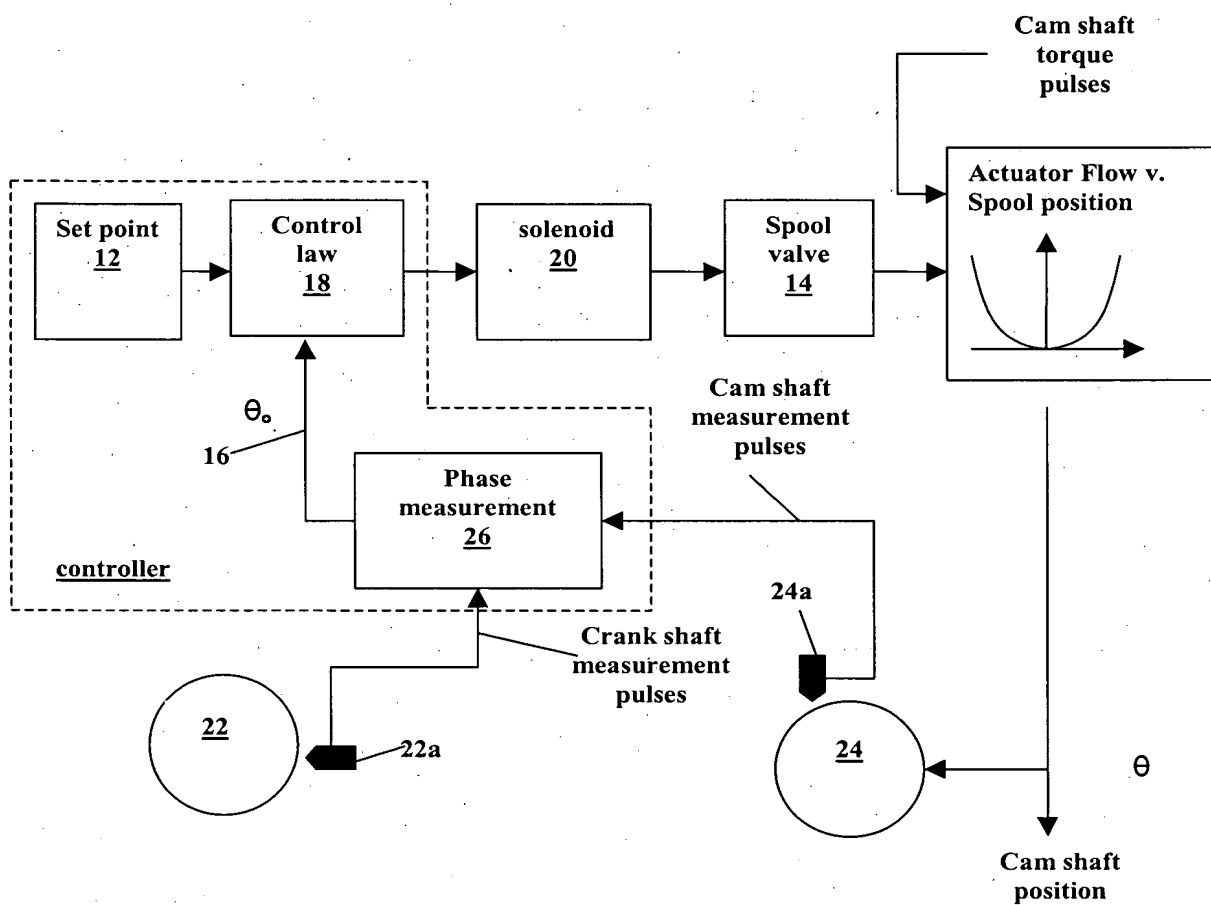 Cam shaft
torque
pulses
Actuator Flow v.
Spool position
Set point
12
Control
law
18
solenoid
20
Spool
valve
14
θₒ
16
Cam shaft
measurement
pulses
Phase
measurement
26
controller
24a
Crank shaft
measurement
pulses
22
22a
24
θ
Cam shaft
position